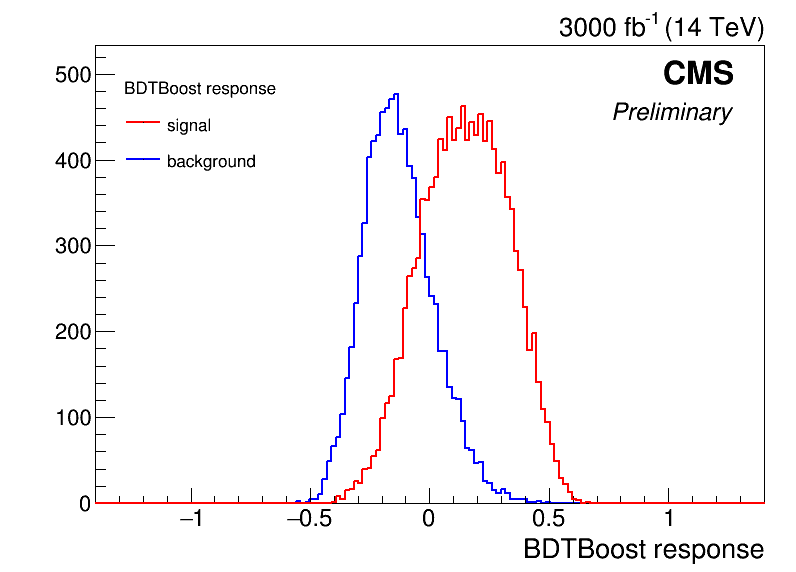 3000 fb-1 (14 TeV)
CMS
Preliminary
BDTBoost response
signal
background
500
400
300
200
100
0
−1 −0.5 0 0.5 1
BDTBoost response